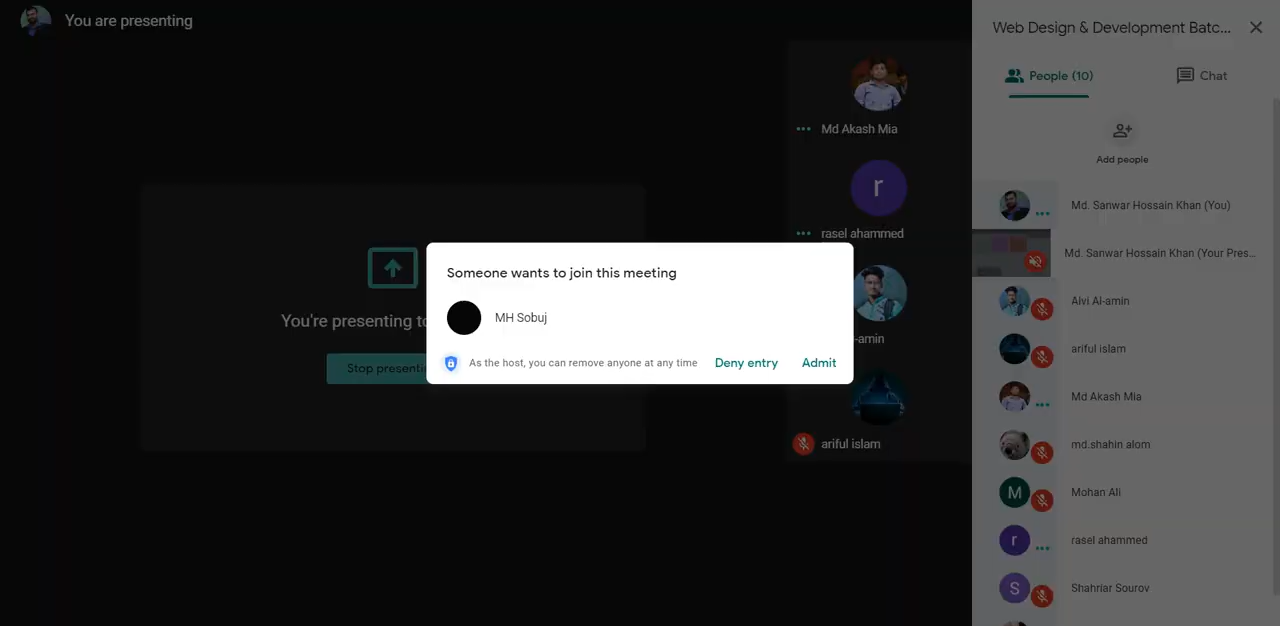 You are presenting
Web Design & Development Batc...
People (10)
Chat
Add people
Md Akash Mia
r
rasel ahammed
-amin
ariful islam
You're presenting to
Stop presenti
Someone wants to join this meeting
MH Sobuj
As the host, you can remove anyone at any time
Deny entry
Admit
Md. Sanwar Hossain Khan (You)
Md. Sanwar Hossain Khan (Your Pres...
Aivi Al-amin
ariful islam
Md Akash Mia
md.shahin alom
M
Mohan Ali
r
rasel ahammed
S
Shahriar Sourov